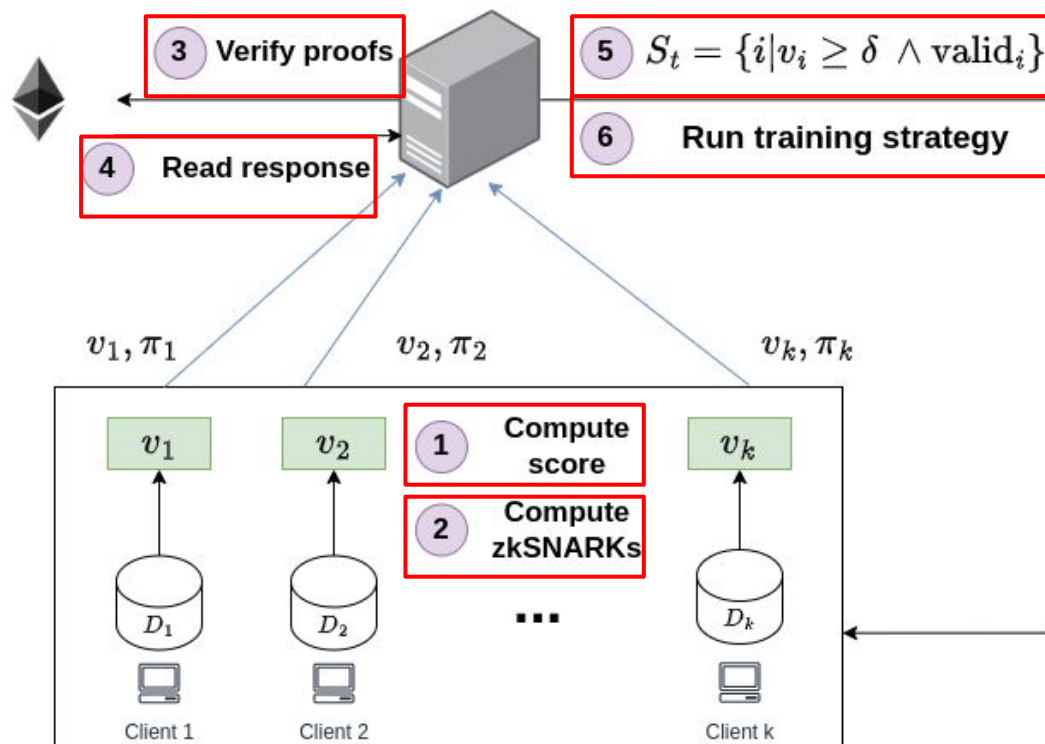 3 Verify proofs
5 $S_t = \{i | v_i \geq \delta \wedge \text{valid}_i\}$
4 Read response
6 Run training strategy
$v_1, \pi_1$
$v_2, \pi_2$
$v_k, \pi_k$
$v_1$
$v_2$
1 Compute
score
$v_k$
2 Compute
zkSNARKs
$D_1$
$D_2$
...
$D_k$
Client 1
Client 2
Client k